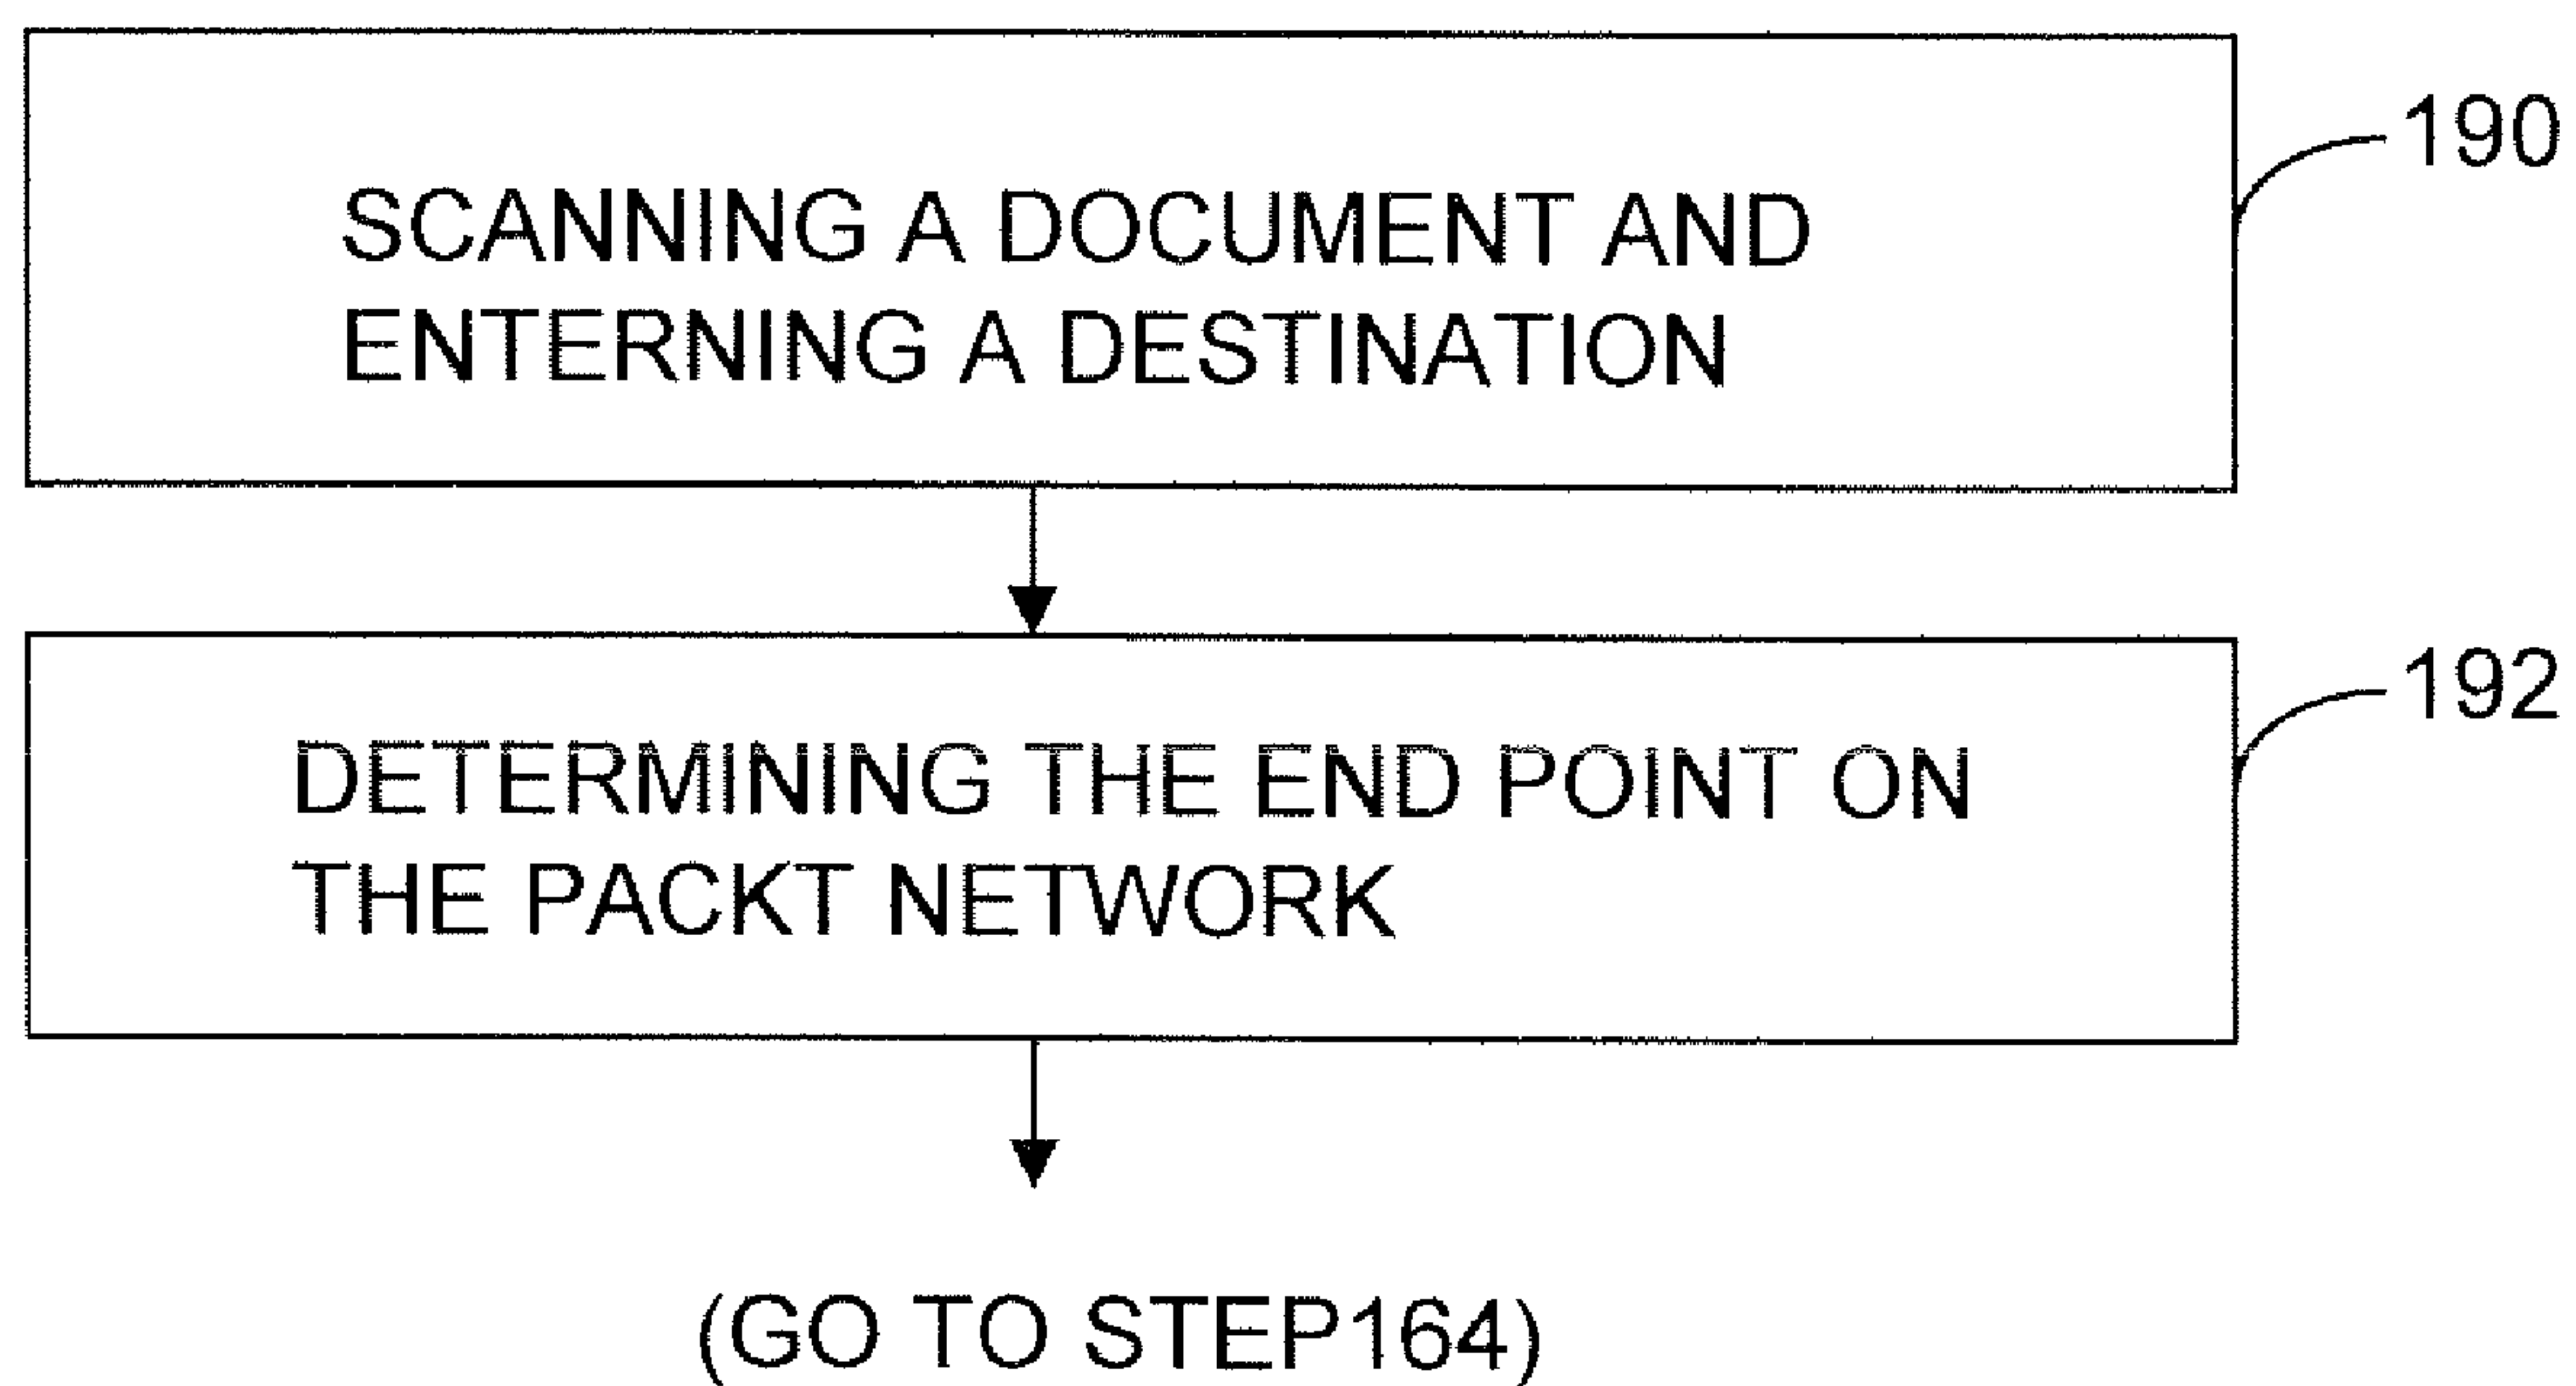 190
SCANNING A DOCUMENT AND
ENTERNING A DESTINATION
192
DETERMINING THE END POINT ON
THE PACKT NETWORK
(GO TO STEP164)